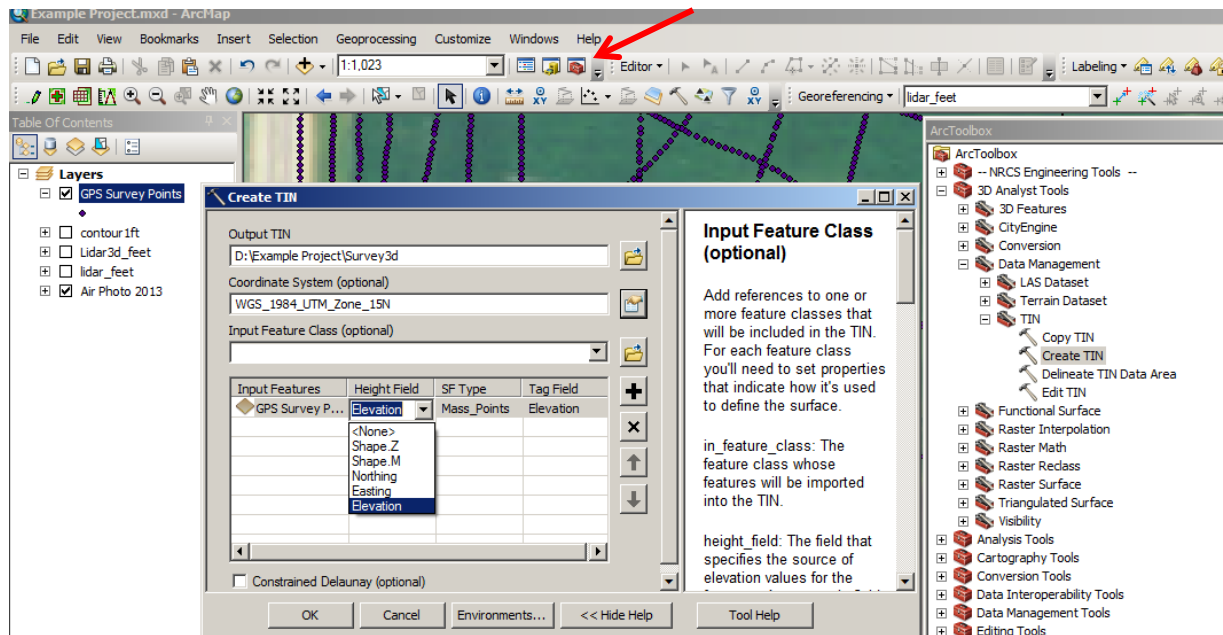 Example Project.mxd - ArcMap
File Edit View Bookmarks Insert Selection Geoprocessing Customize Windows Help
1:1,023
Editor
Labeling
Georeferencing
lidar_feet
Table Of Contents
Layers
GPS Survey Points
contour1ft
Lidar3d_feet
lidar_feet
Air Photo 2013
Create TIN
Output TIN
D:\Example Project\Survey3d
Coordinate System (optional)
WGS_1984_UTM_Zone_15N
Input Feature Class (optional)
Input Features Height Field SF Type Tag Field
GPS Survey P... Elevation Mass_Points Elevation
<None>
Shape.Z
Shape.M
Northing
Easting
Elevation
Constrained Delaunay (optional)
OK Cancel Environments... << Hide Help Tool Help
Input Feature Class
(optional)
Add references to one or
more feature classes that
will be included in the TIN.
For each feature class
you'll need to set properties
that indicate how it's used
to define the surface.
in_feature_class: The
feature class whose
features will be imported
into the TIN.
height_field: The field that
specifies the source of
elevation values for the
ArcToolbox
ArcToolbox
-- NRCS Engineering Tools --
3D Analyst Tools
3D Features
CityEngine
Conversion
Data Management
LAS Dataset
Terrain Dataset
TIN
Copy TIN
Create TIN
Delineate TIN Data Area
Edit TIN
Functional Surface
Raster Interpolation
Raster Math
Raster Reclass
Raster Surface
Triangulated Surface
Visibility
Analysis Tools
Cartography Tools
Conversion Tools
Data Interoperability Tools
Data Management Tools
Editing Tools